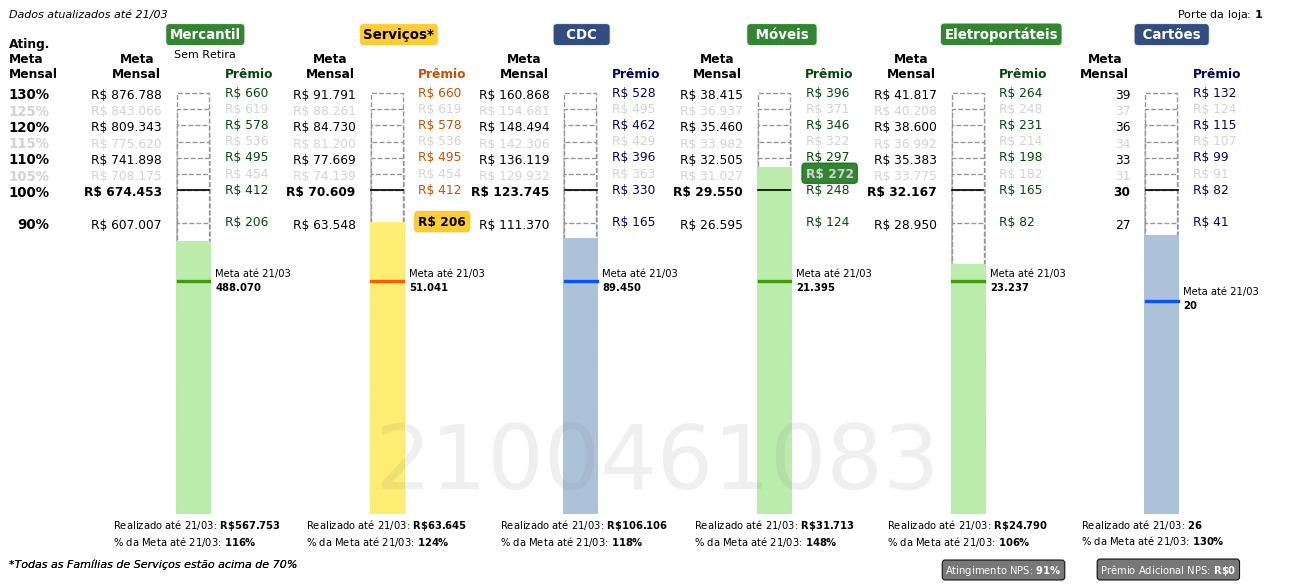 Dados atualizados até 21/03 Porte da loja: 1
Mercantil Serviços* CDC Móveis Eletroportáteis Cartões
Ating. Meta Mensal Meta Mensal Sem Retira Prêmio Meta Mensal Prêmio Meta Mensal Prêmio Meta Mensal Prêmio Meta Mensal Prêmio Meta Mensal Prêmio
130% R$ 876.788 R$ 660 R$ 91.791 R$ 660 R$ 160.868 R$ 528 R$ 38.415 R$ 396 R$ 41.817 R$ 264 39 R$ 132
125% R$ 843.066 R$ 619 R$ 88.261 R$ 619 R$ 154.681 R$ 495 R$ 36.937 R$ 371 R$ 40.208 R$ 248 37 R$ 124
120% R$ 809.343 R$ 578 R$ 84.730 R$ 578 R$ 148.494 R$ 462 R$ 35.460 R$ 346 R$ 38.600 R$ 231 36 R$ 115
115% R$ 775.620 R$ 536 R$ 81.200 R$ 536 R$ 142.306 R$ 429 R$ 33.982 R$ 322 R$ 36.992 R$ 214 34 R$ 107
110% R$ 741.898 R$ 495 R$ 77.669 R$ 495 R$ 136.119 R$ 396 R$ 32.505 R$ 297 R$ 35.383 R$ 198 33 R$ 99
105% R$ 708.175 R$ 454 R$ 74.139 R$ 454 R$ 129.932 R$ 363 R$ 31.027 R$ 272 R$ 33.775 R$ 182 31 R$ 91
100% R$ 674.453 R$ 412 R$ 70.609 R$ 412 R$ 123.745 R$ 330 R$ 29.550 R$ 248 R$ 32.167 R$ 165 30 R$ 82
90% R$ 607.007 R$ 206 R$ 63.548 R$ 206 R$ 111.370 R$ 165 R$ 26.595 R$ 124 R$ 28.950 R$ 82 27 R$ 41
Meta até 21/03 Meta até 21/03 Meta até 21/03 Meta até 21/03 Meta até 21/03 Meta até 21/03
488.070 51.041 89.450 21.395 23.237 20
2100461083
Realizado até 21/03: R$567.753 Realizado até 21/03: R$63.645 Realizado até 21/03: R$106.106 Realizado até 21/03: R$31.713 Realizado até 21/03: R$24.790 Realizado até 21/03: 26
% da Meta até 21/03: 116% % da Meta até 21/03: 124% % da Meta até 21/03: 118% % da Meta até 21/03: 148% % da Meta até 21/03: 106% % da Meta até 21/03: 130%
*Todas as Famílias de Serviços estão acima de 70% Atingimento NPS: 91% Prêmio Adicional NPS: R$0